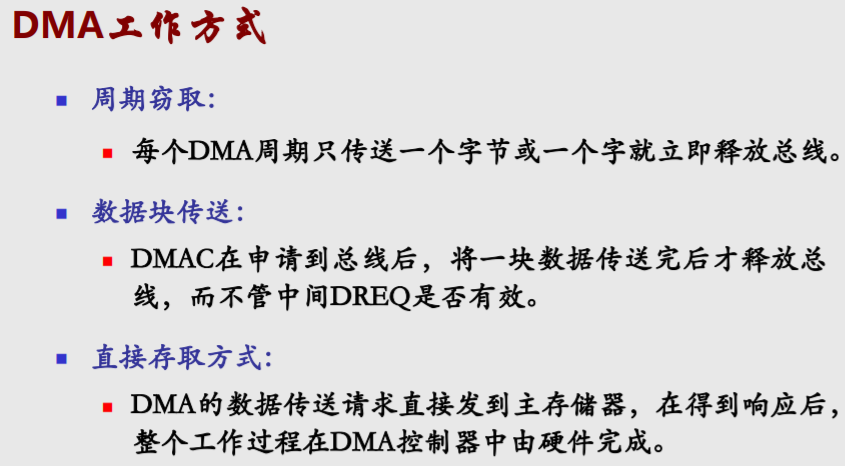 DMA工作方式
周期窃取：
每个DMA周期只传送一个字节或一个字就立即释放总线。
数据块传送：
DMAC在申请到总线后，将一块数据传送完后才释放总
线，而不管中间DREQ是否有效。
直接存取方式：
DMA的数据传送请求直接发到主存储器，在得到响应后，
整个工作过程在DMA控制器中由硬件完成。